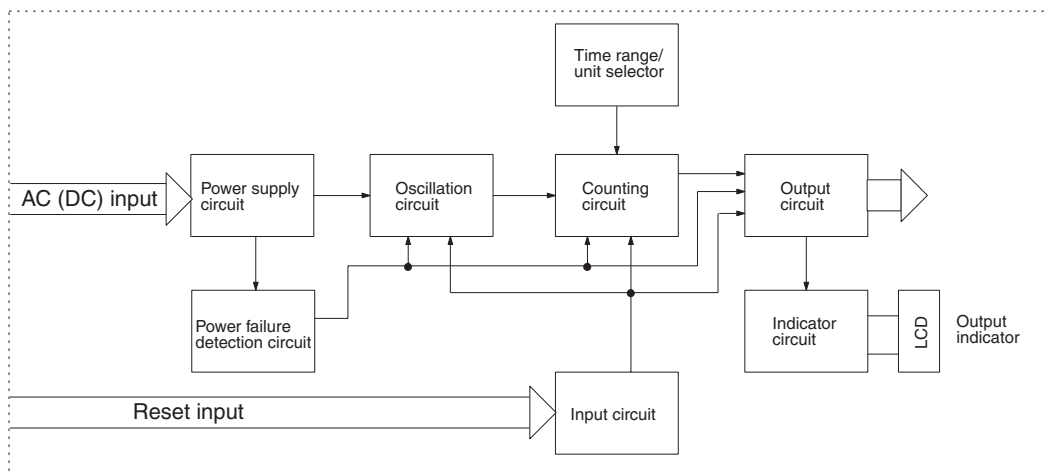 Time range/
unit selector
AC (DC) input
Power supply
circuit
Oscillation
circuit
Counting
circuit
Output
circuit
Power failure
detection circuit
Indicator
circuit
LCD
Output
indicator
Reset input
Input circuit